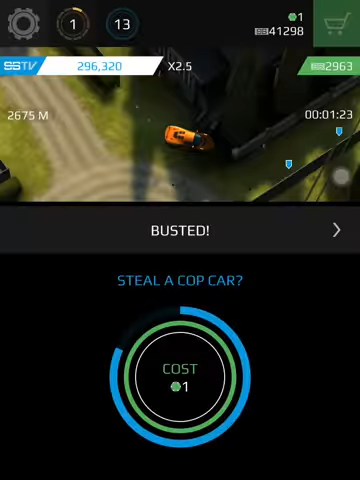 1
13
1
41298
SSTV
296,320
X2.5
2963
2675 M
00:01:23
BUSTED!
STEAL A COP CAR?
COST
1